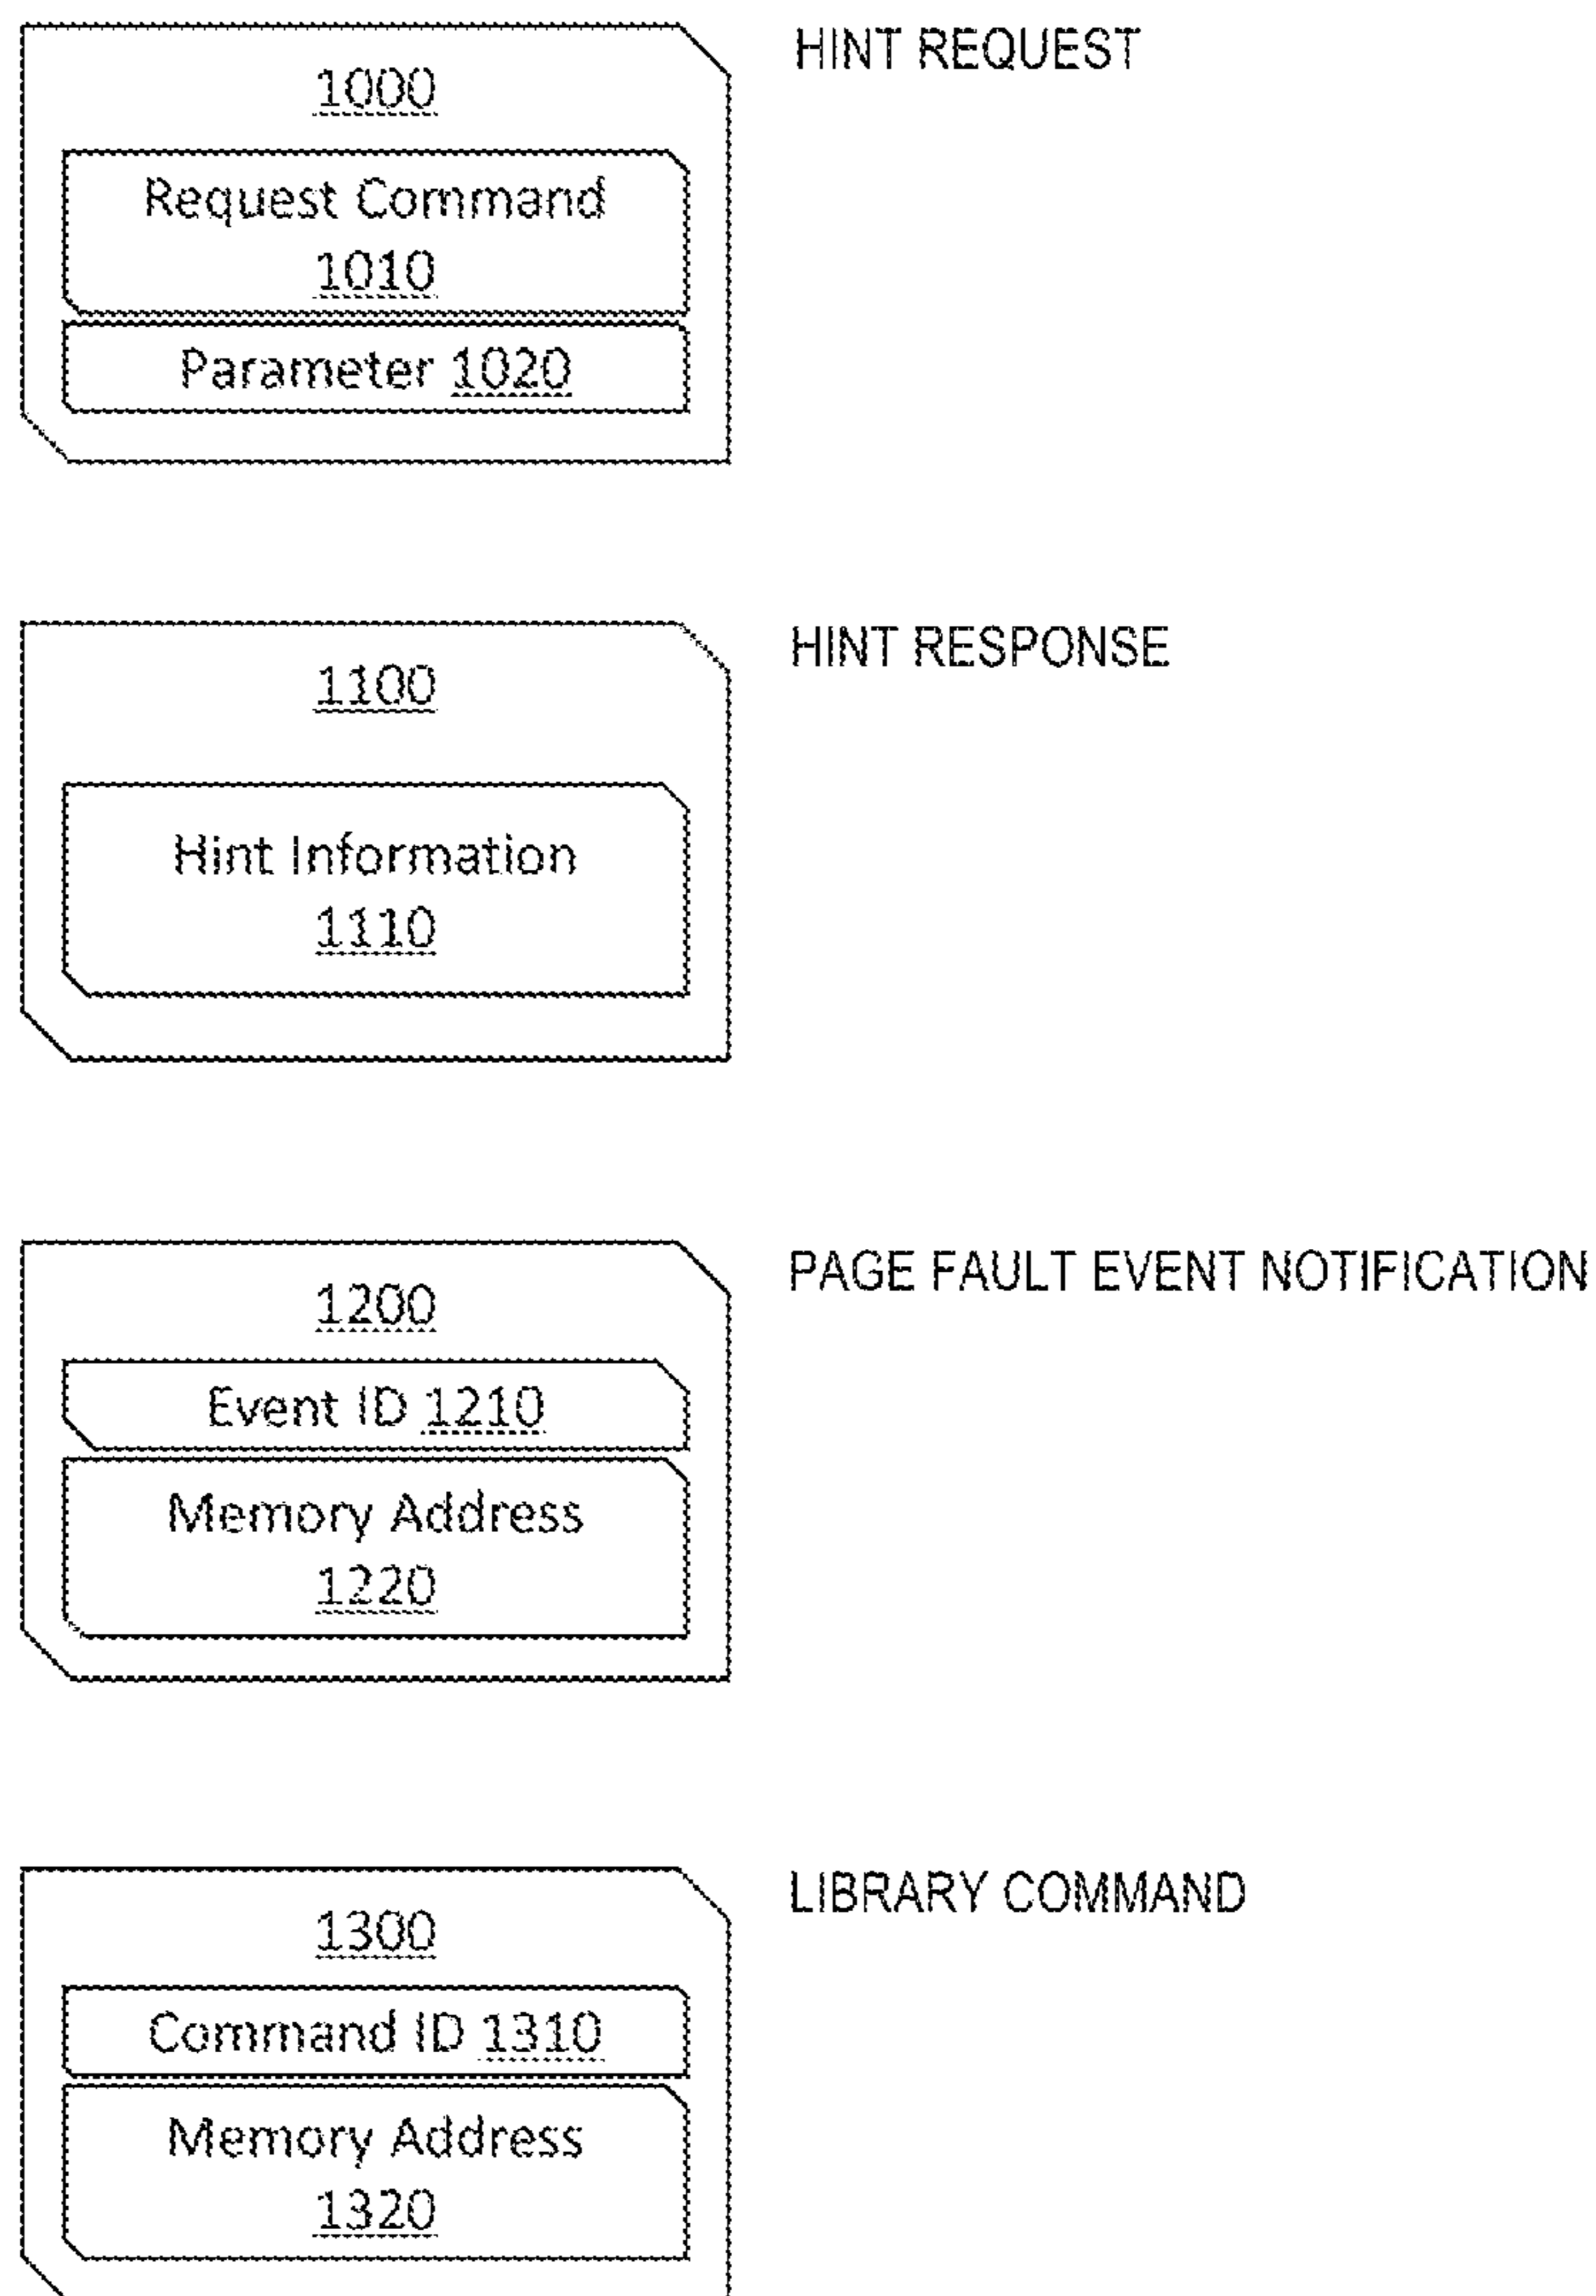 1000
HINT REQUEST
Request Command
1010
Parameter 1020
1100
HINT RESPONSE
Hint Information
1110
1200
PAGE FAULT EVENT NOTIFICATION
Event ID 1210
Memory Address
1220
1300
LIBRARY COMMAND
Command ID 1310
Memory Address
1320